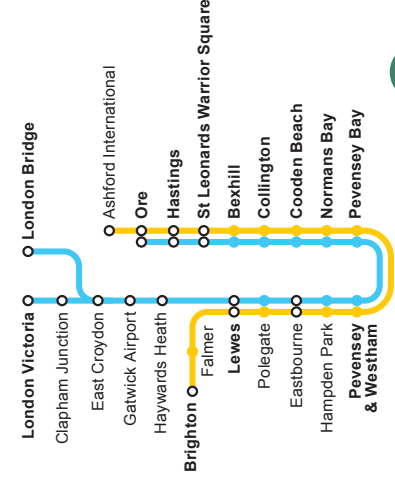 London Bridge
London Victoria
Clapham Junction
East Croydon
Gatwick Airport
Haywards Heath
Brighton
Falmer
Lewes
Polegate
Eastbourne
Hampden Park
Pevensey
& Westham
Ashford International
Ore
Hastings
St Leonards Warrior Square
Bexhill
Collington
Cooden Beach
Normans Bay
Pevensey Bay